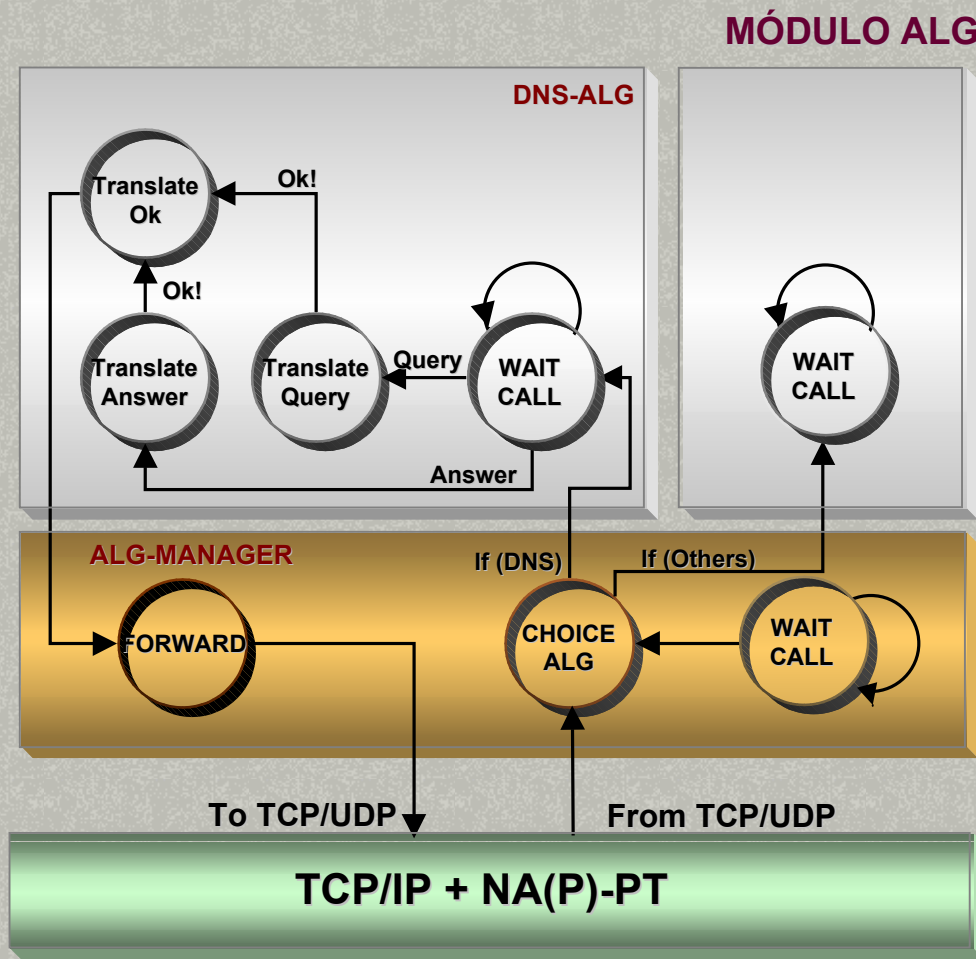 MÓDULO ALG
DNS-ALG
Translate
Ok
Ok!
Ok!
Translate
Answer
Translate
Query
Query
WAIT
CALL
Answer
WAIT
CALL
ALG-MANAGER
If (DNS)
If (Others)
FORWARD
CHOICE
ALG
WAIT
CALL
To TCP/UDP
From TCP/UDP
TCP/IP + NA(P)-PT